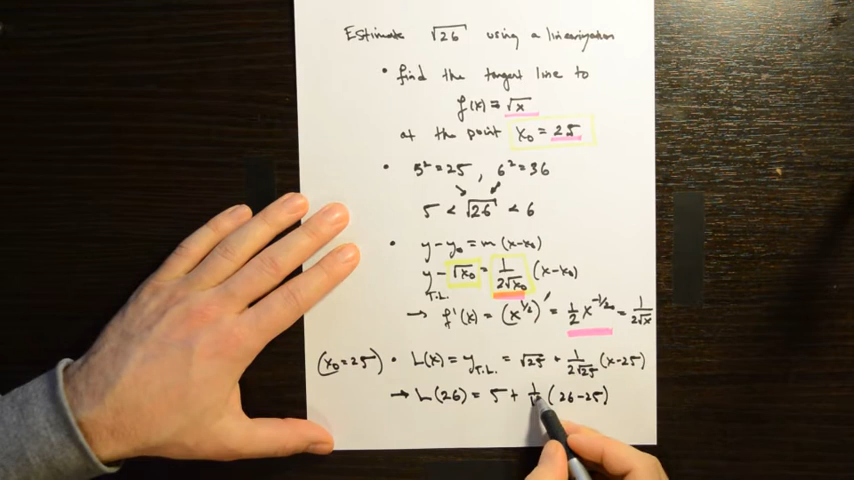 Estimate √26 using a linearization
• find the tangent line to
f(x) = √x
at the point x₀ = 25
• 5² = 25 , 6² = 36
5 < √26 < 6
• y - y₀ = m (x-x₀)
y - √x₀ = 1/(2√x₀) (x-x₀)
T.L.
→ f'(x) = (x^(1/2))' = 1/2 x^(-1/2) = 1/(2√x)
(x₀ = 25) • L(x) = y_T.L. = √25 + 1/(2√25) (x-25)
→ L(26) = 5 + 1/ (26-25)